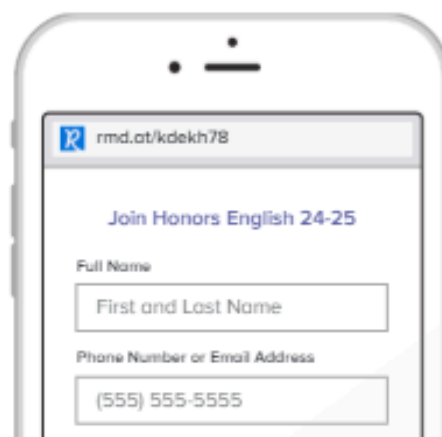 rmd.at/kdekh78
Join Honors English 24-25
Full Name
First and Last Name
Phone Number or Email Address
(555) 555-5555